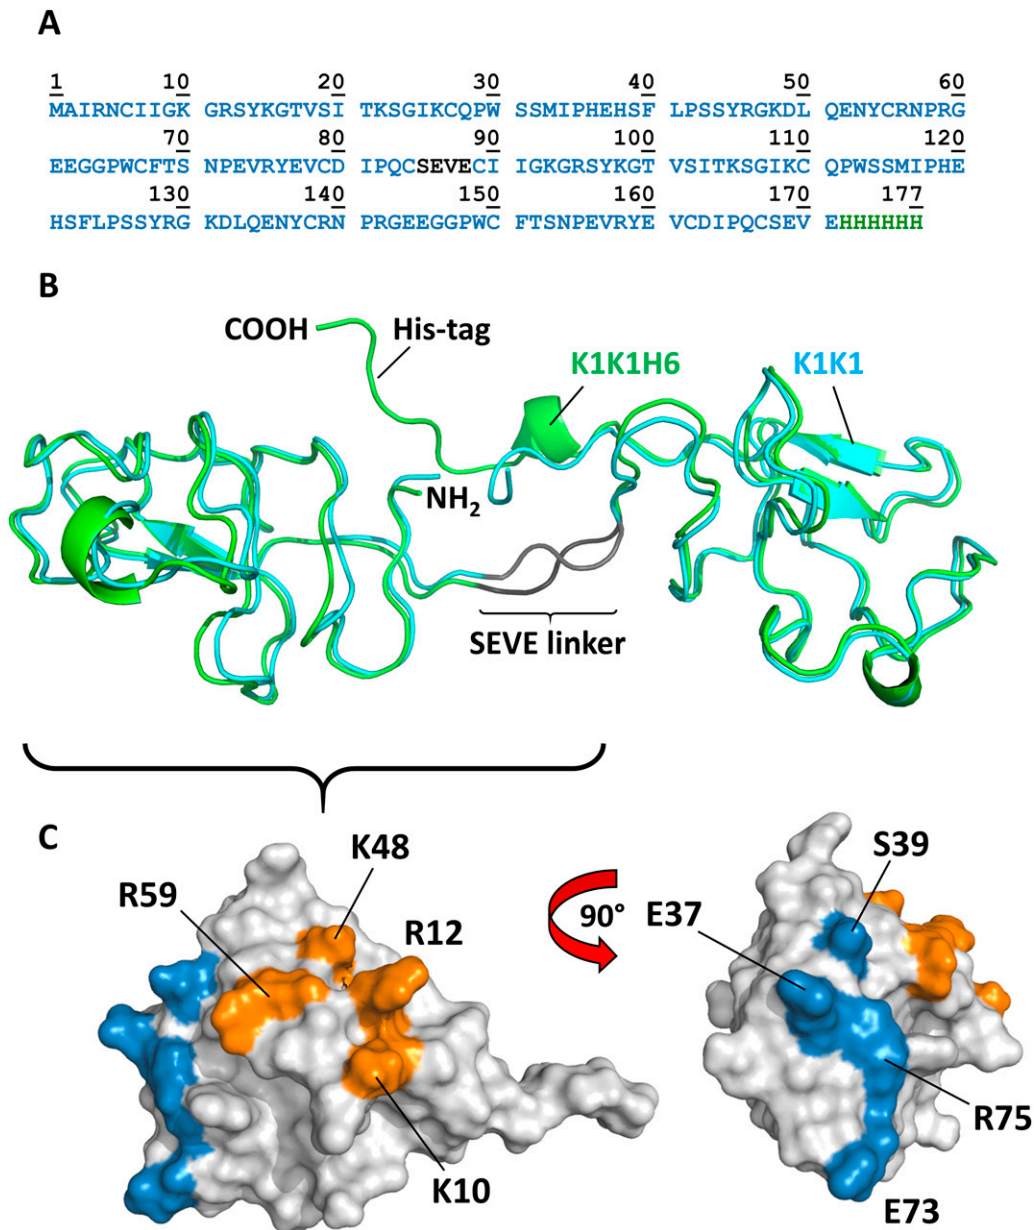 A
1 10 20 30 40 50 60
MAIRNCIIGK GRSYKGTVSI TKSGIKCQPW SSMIPHEHSF LPSSYRGKDL QENYCRNPRG
70 80 90 100 110 120
EEGGPWCFTS NPEVRYEVCD IPQCSEVECI IGKGRSYKGT VSITKSGIKC QPWSSMIPHE
130 140 150 160 170 177
HSFLPSSYRG KDLQENYCRN PRGEEGGPWC FTSNPEVRYE VCDIPQCSEV EHHHHHH
B
COOH His-tag K1K1H6 K1K1
NH2
SEVE linker
C
K48
R59
R12
K10
90°
S39
E37
R75
E73